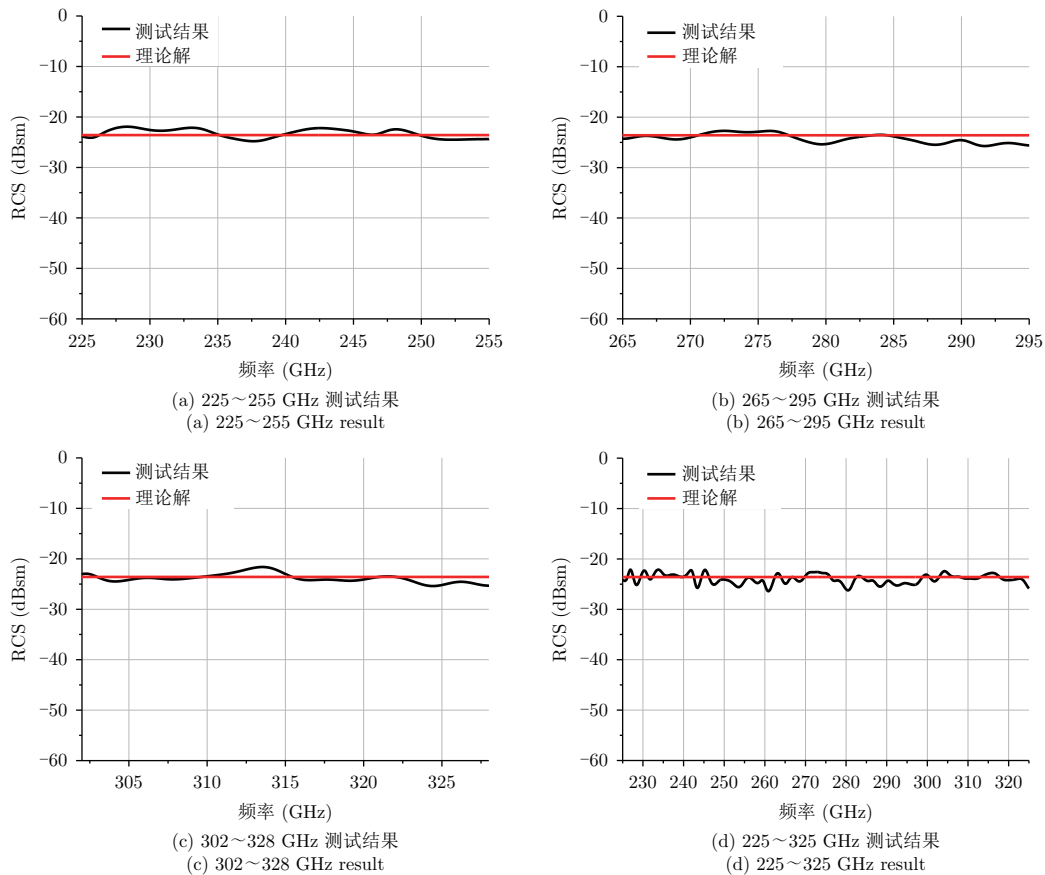 0
−10
−20
−30
−40
−50
−60
RCS (dBsm)
测试结果
理论解
225 230 235 240 245 250 255
频率 (GHz)
(a) 225～255 GHz 测试结果
(a) 225～255 GHz result
0
−10
−20
−30
−40
−50
−60
RCS (dBsm)
测试结果
理论解
265 270 275 280 285 290 295
频率 (GHz)
(b) 265～295 GHz 测试结果
(b) 265～295 GHz result
0
−10
−20
−30
−40
−50
−60
RCS (dBsm)
测试结果
理论解
305 310 315 320 325
频率 (GHz)
(c) 302～328 GHz 测试结果
(c) 302～328 GHz result
0
−10
−20
−30
−40
−50
−60
RCS (dBsm)
测试结果
理论解
230 240 250 260 270 280 290 300 310 320
频率 (GHz)
(d) 225～325 GHz 测试结果
(d) 225～325 GHz result